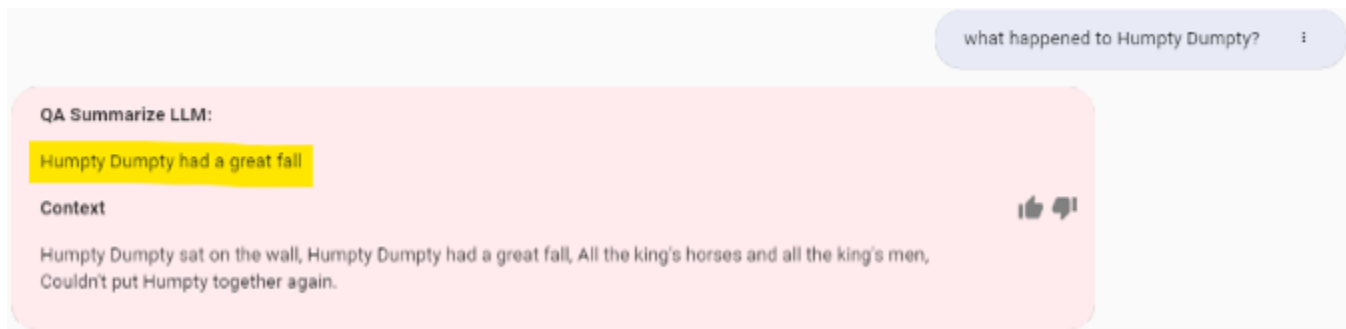 what happened to Humpty Dumpty?
QA Summarize LLM:
Humpty Dumpty had a great fall
Context
Humpty Dumpty sat on the wall, Humpty Dumpty had a great fall, All the king's horses and all the king's men,
Couldn't put Humpty together again.